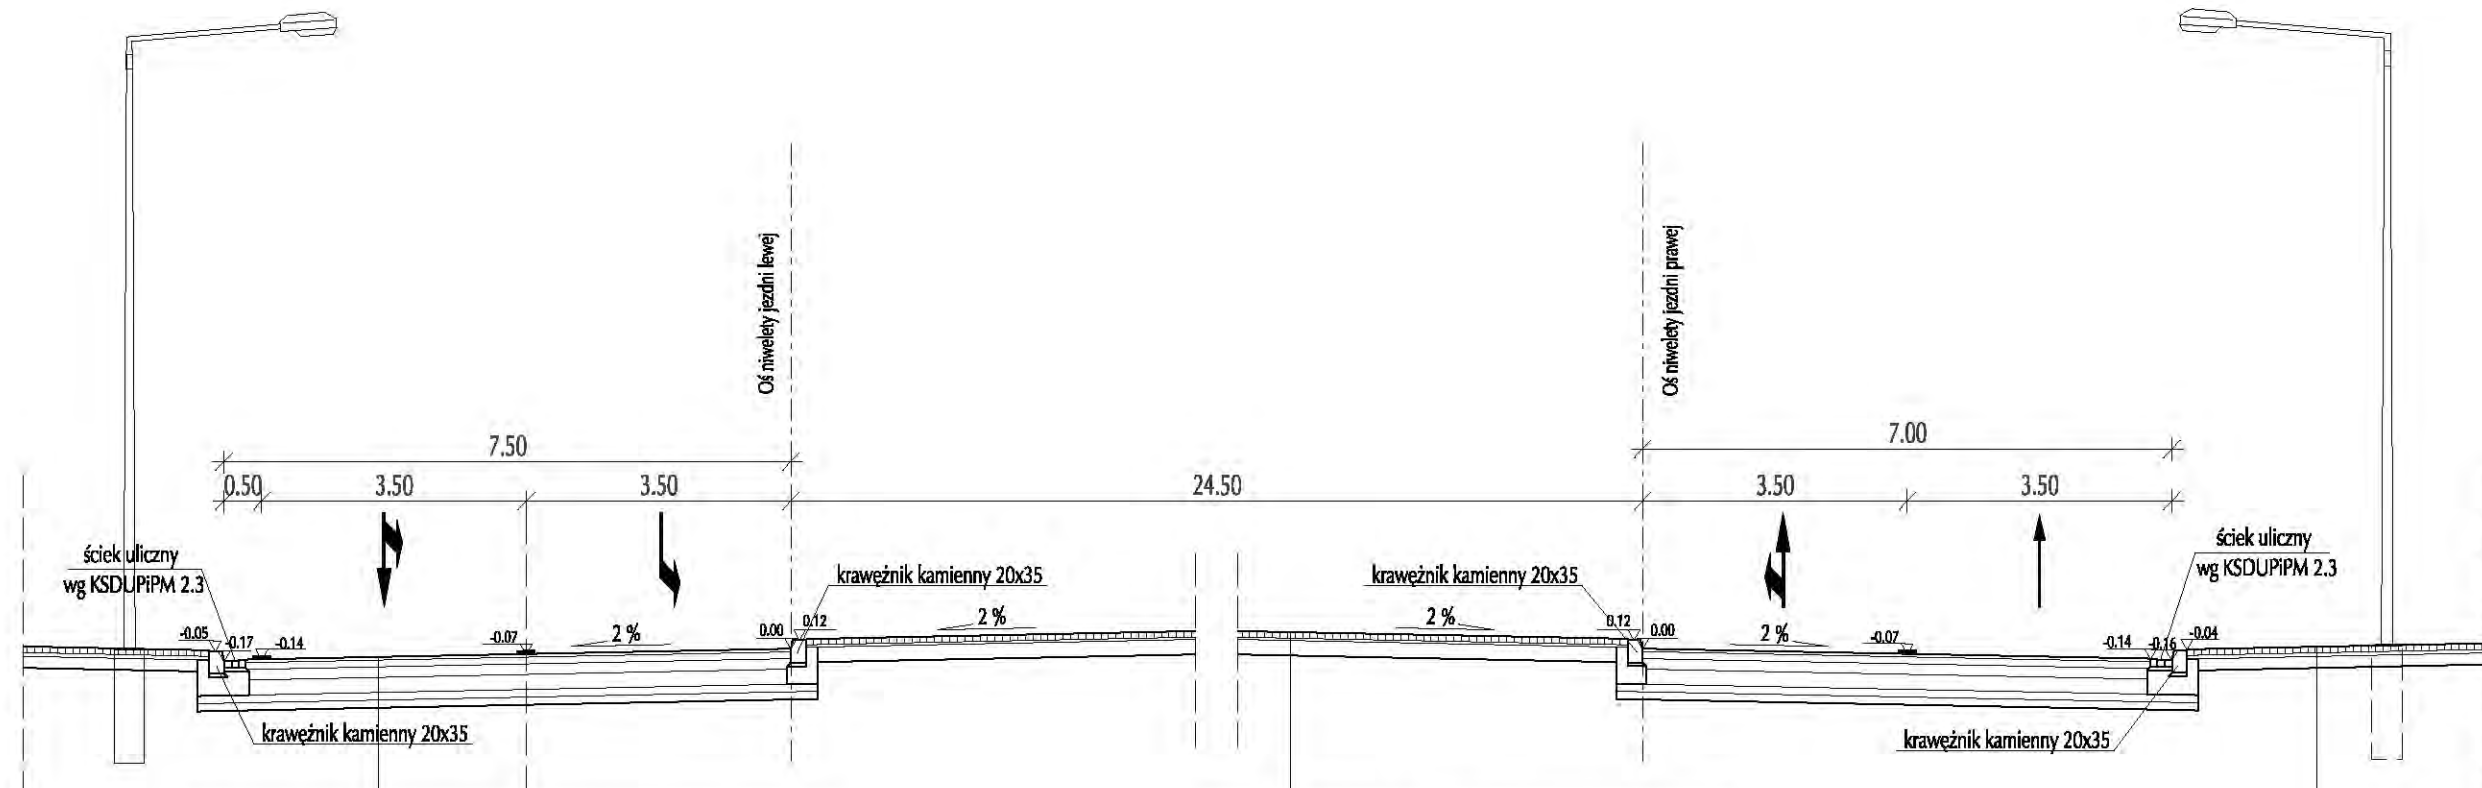 Oś niwelety jezdni lewej
Oś niwelety jezdni prawej
7.50
7.00
0.50
3.50
3.50
24.50
3.50
3.50
ściek uliczny
wg KSDUPiPM 2.3
krawężnik kamienny 20x35
krawężnik kamienny 20x35
ściek uliczny
wg KSDUPiPM 2.3
-0.05
-0.17
-0.14
-0.07
2 %
0.00
0.12
2 %
2 %
0.12
0.00
2 %
-0.07
-0.14
-0.16
-0.04
krawężnik kamienny 20x35
krawężnik kamienny 20x35